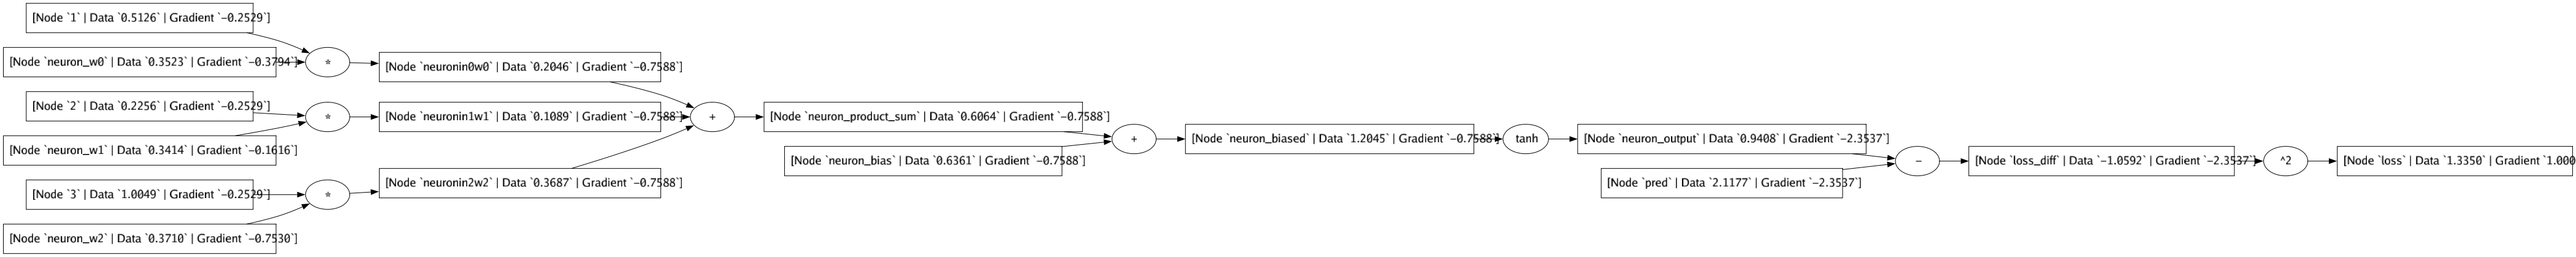 [Node `1` | Data `0.5126` | Gradient `-0.2529`]
[Node `neuron_w0` | Data `0.3523` | Gradient `-0.3794`]
*
[Node `neuronin0w0` | Data `0.2046` | Gradient `-0.7588`]
[Node `2` | Data `0.2256` | Gradient `-0.2529`]
*
[Node `neuronin1w1` | Data `0.1089` | Gradient `-0.7588`]
[Node `neuron_w1` | Data `0.3414` | Gradient `-0.1616`]
[Node `3` | Data `1.0049` | Gradient `-0.2529`]
*
[Node `neuronin2w2` | Data `0.3687` | Gradient `-0.7588`]
[Node `neuron_w2` | Data `0.3710` | Gradient `-0.7530`]
+
[Node `neuron_product_sum` | Data `0.6064` | Gradient `-0.7588`]
[Node `neuron_bias` | Data `0.6361` | Gradient `-0.7588`]
+
[Node `neuron_biased` | Data `1.2045` | Gradient `-0.7588`]
tanh
[Node `neuron_output` | Data `0.9408` | Gradient `-2.3537`]
[Node `pred` | Data `2.1177` | Gradient `-2.3537`]
-
[Node `loss_diff` | Data `-1.0592` | Gradient `-2.3537`]
^2
[Node `loss` | Data `1.3350` | Gradient `1.000